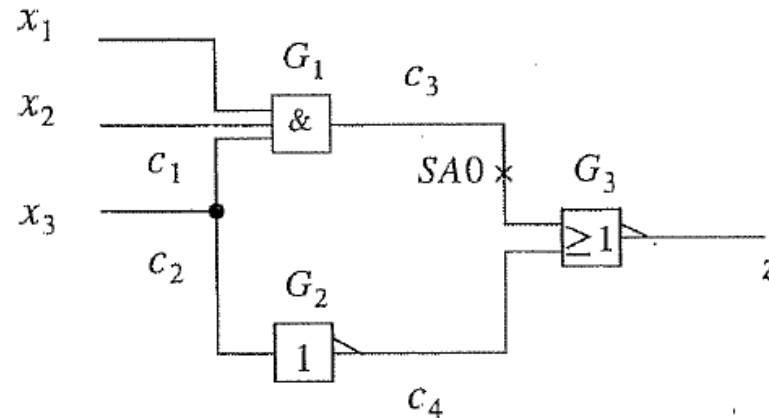 x₁
G₁
c₃
x₂
&
c₁
SA0
G₃
x₃
≥1
z
c₂
G₂
1
c₄